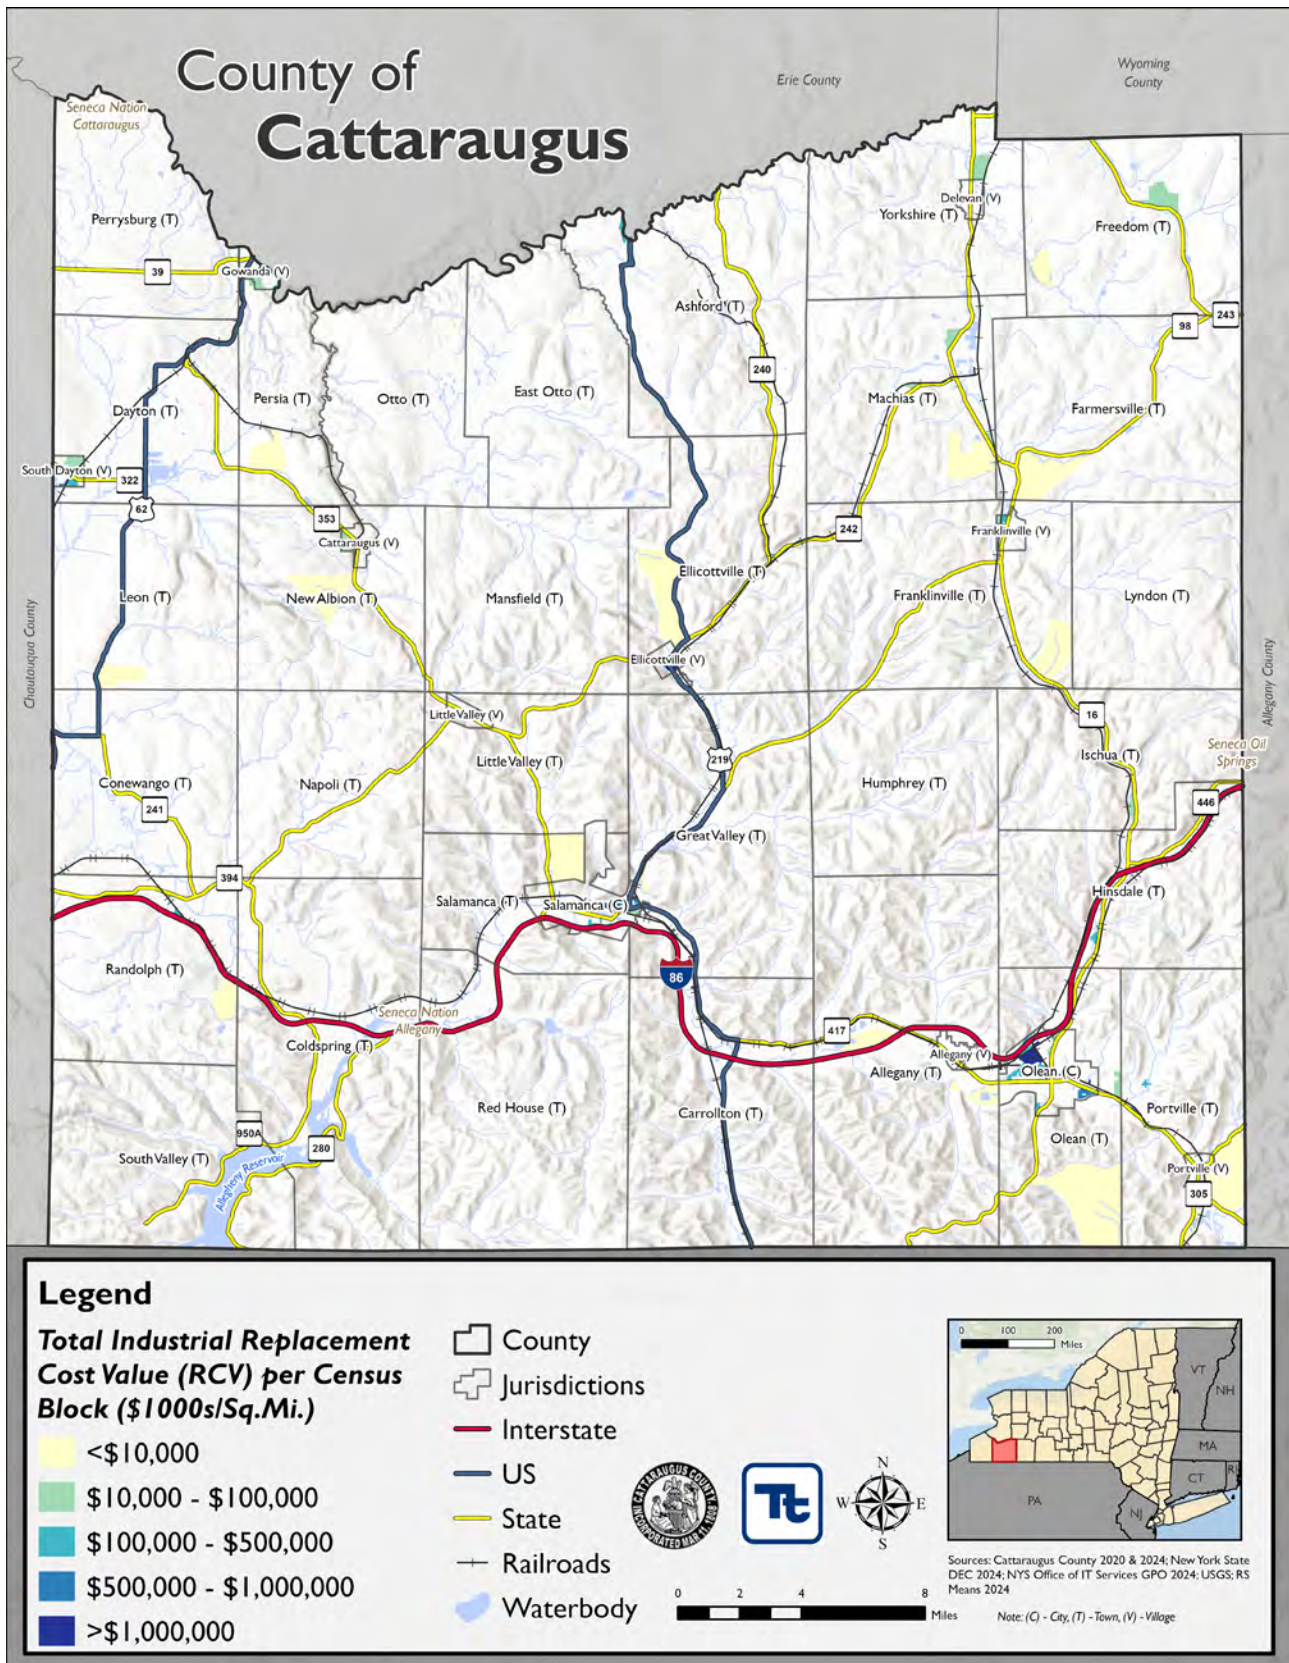 County of
Cattaraugus
Erie County
Wyoming
County
Seneca Nation
Cattaraugus
Perrysburg (T)
Delevan (V)
Yorkshire (T)
Freedom (T)
39
Gowanda (V)
Ashford (T)
243
98
240
Dayton (T)
Persia (T)
Otto (T)
East Otto (T)
Machias (T)
Farmersville (T)
South Dayton (V)
322
62
353
Cattaraugus (V)
242
Franklinville (V)
Ellicottville (T)
Leon (T)
New Albion (T)
Mansfield (T)
Franklinville (T)
Lyndon (T)
Chautauqua County
Allegany County
Ellicottville (V)
Little Valley (V)
16
Seneca Oil
Springs
Ischua (T)
219
Little Valley (T)
Conewango (T)
Napoli (T)
Humphrey (T)
241
446
Great Valley (T)
394
Hinsdale (T)
Salamanca (T)
Salamanca (C)
Randolph (T)
86
Seneca Nation
Allegany
417
Coldspring (T)
Allegany (V)
Allegany (T)
Olean (C)
Red House (T)
Carrollton (T)
Portville (T)
950A
280
Olean (T)
South Valley (T)
Allegheny Reservoir
Portville (V)
305
Legend
Total Industrial Replacement
Cost Value (RCV) per Census
Block ($1000s/Sq.Mi.)
<$10,000
$10,000 - $100,000
$100,000 - $500,000
$500,000 - $1,000,000
>$1,000,000
County
Jurisdictions
Interstate
US
State
Railroads
Waterbody
CATTARAUGUS COUNTY,
INCORPORATED MAR. 11, 1808
Tt
N
W E
S
0 2 4 8
Miles
0 100 200
Miles
VT
NH
MA
CT
RI
PA
NJ
Sources: Cattaraugus County 2020 & 2024; New York State
DEC 2024; NYS Office of IT Services GPO 2024; USGS; RS
Means 2024
Note: (C) - City, (T) - Town, (V) - Village